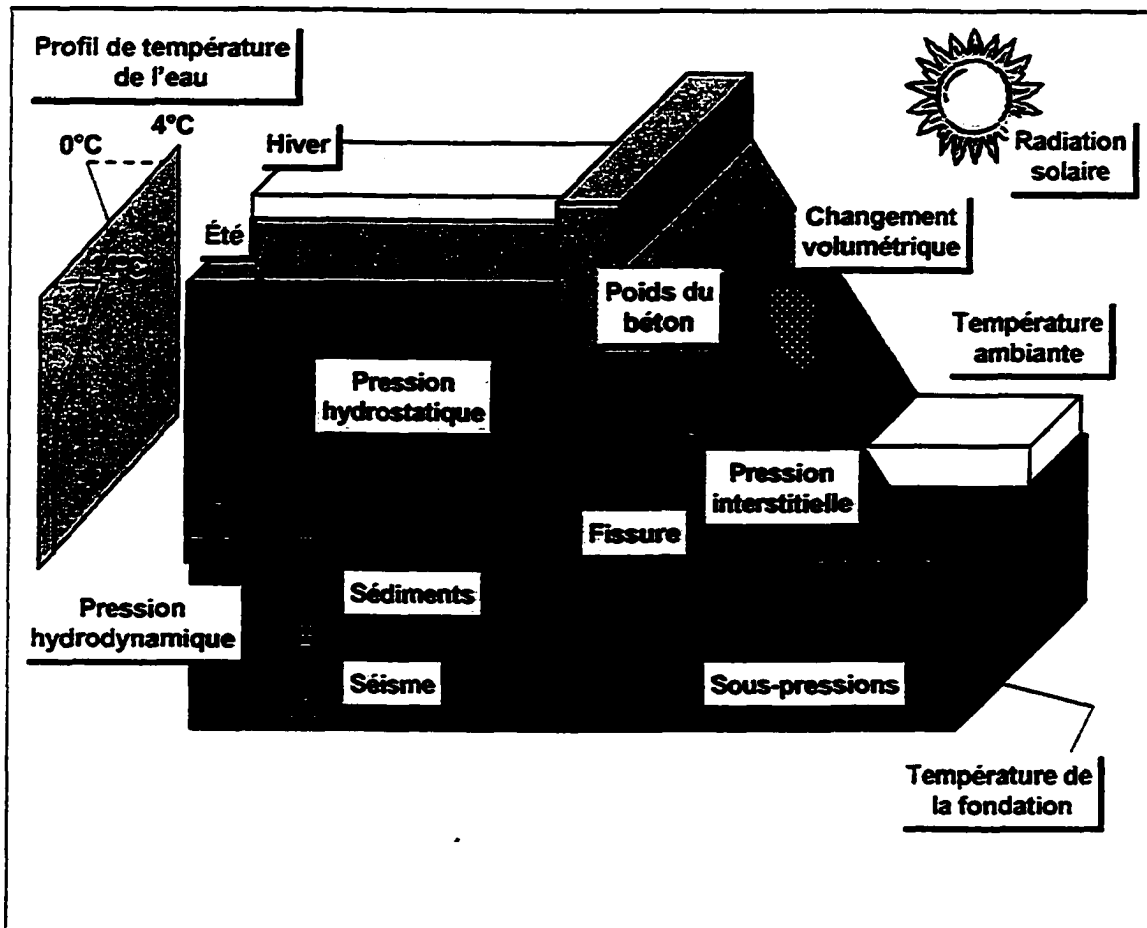 Profil de température
de l'eau
4°C
0°C
Hiver
Radiation
solaire
Été
Changement
volumétrique
Poids du
béton
Température
ambiante
Pression
hydrostatique
Pression
interstitielle
Fissure
Sédiments
Pression
hydrodynamique
Séisme
Sous-pressions
Température de
la fondation